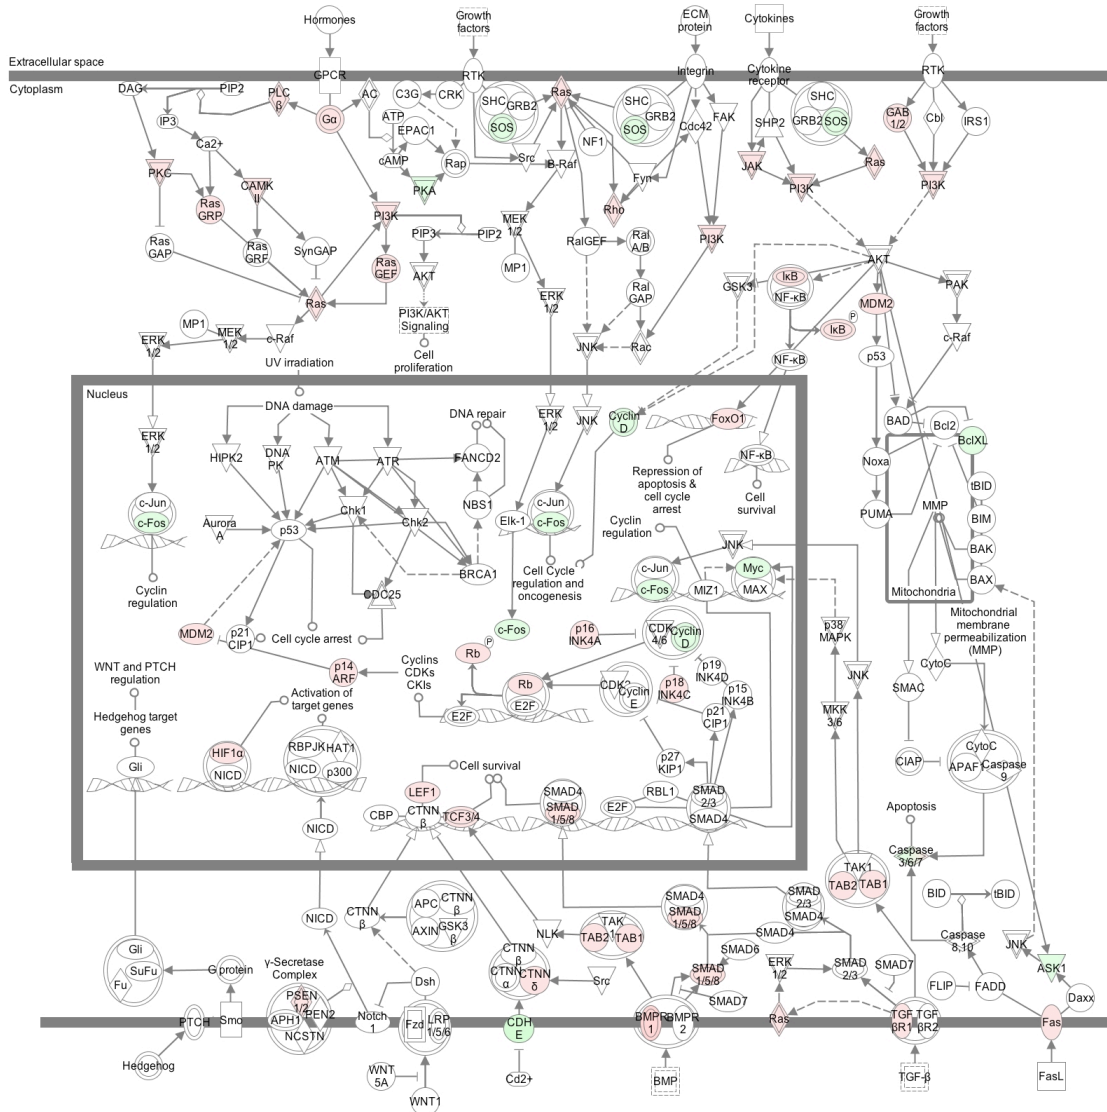 Hormones
Growth
factors
ECM
protein
Cytokines
Growth
factors
Extracellular space
Cytoplasm
GPCR
RTK
Integrin
Cytokine
receptor
RTK
DAG
PIP2
PLC
β
Gα
AC
C3G
CRK
SHC
GRB2
SOS
Ras
SHC
GRB2
SOS
Cdc42
FAK
SHP2
SHC
GRB2
SOS
GAB
1/2
Cbl
IRS1
IP3
Ca2+
ATP
EPAC1
cAMP
Rap
PKA
Src
B-Raf
NF1
Fyn
JAK
PI3K
Ras
PI3K
PKC
CAMK
II
Ras
GRP
PI3K
Rho
PI3K
Ras
GAP
Ras
GRF
SynGAP
PIP3
PIP2
MEK
1/2
MP1
RalGEF
Ral
A/B
Ras
GEF
AKT
AKT
GSK3
IκB
NF-κB
PAK
Ras
PI3K/AKT
Signaling
ERK
1/2
Ral
GAP
MDM2
P
IκB
MP1
MEK
1/2
c-Raf
ERK
1/2
JNK
Rac
NF-κB
p53
c-Raf
UV irradiation
Cell
proliferation
Nucleus
DNA damage
DNA repair
ERK
1/2
JNK
Cyclin
D
FoxO1
BAD
Bcl2
BclXL
ERK
1/2
HIPK2
DNA
PK
ATM
ATR
FANCD2
NF-κB
Noxa
Repression of
apoptosis &
cell cycle
arrest
Cell
survival
tBID
c-Jun
c-Fos
Chk1
NBS1
c-Jun
c-Fos
Aurora
A
p53
Chk2
Elk-1
Cyclin
regulation
PUMA
MMP
BIM
JNK
BAK
Cyclin
regulation
BRCA1
Cell Cycle
regulation and
oncogenesis
c-Jun
c-Fos
MIZ1
Myc
MAX
BAX
CDC25
Mitochondria
Mitochondrial
membrane
permeabilization
(MMP)
MDM2
p21
CIP1
Cell cycle arrest
c-Fos
p16
INK4A
CDK
4/6
Cyclin
D
p38
MAPK
P
Rb
WNT and PTCH
regulation
p14
ARF
Cyclins
CDKs
CKIs
Rb
E2F
CDK2
Cyclin
E
p18
INK4C
p19
INK4D
p15
INK4B
CytoC
JNK
SMAC
E2F
p21
CIP1
MKK
3/6
Hedgehog target
genes
Activation of
target genes
HIF1α
NICD
RBPJK
HAT1
NICD
p300
Gli
Cell survival
p27
KIP1
CIAP
CytoC
APAF1
Caspase
9
LEF1
CBP
CTNN
β
TCF3/4
SMAD4
SMAD
1/5/8
RBL1
E2F
SMAD
2/3
SMAD4
Apoptosis
NICD
Caspase
3/6/7
TAK1
TAB2
TAB1
BID
tBID
NICD
CTNN
β
APC
CTNN
β
AXIN
GSK3
β
NLK
TAK
1
TAB2
TAB1
SMAD4
SMAD
1/5/8
SMAD
2/3
SMAD4
SMAD4
Gli
SuFu
Fu
G protein
γ-Secretase
Complex
Dsh
CTNN
β
CTNN
α
CTNN
δ
Src
SMAD6
SMAD
1/5/8
SMAD7
ERK
1/2
SMAD
2/3
SMAD7
Caspase
8,10
JNK
ASK1
FLIP
FADD
Daxx
PTCH
Smo
PSEN
1/2
APH1
PEN2
NCSTN
Notch
1
Fzd
LRP
1/5/6
CDH
E
BMPR
1
BMPR
2
Ras
TGF
βR1
TGF
βR2
Fas
Hedgehog
WNT
5A
WNT1
Cd2+
BMP
TGF-β
FasL